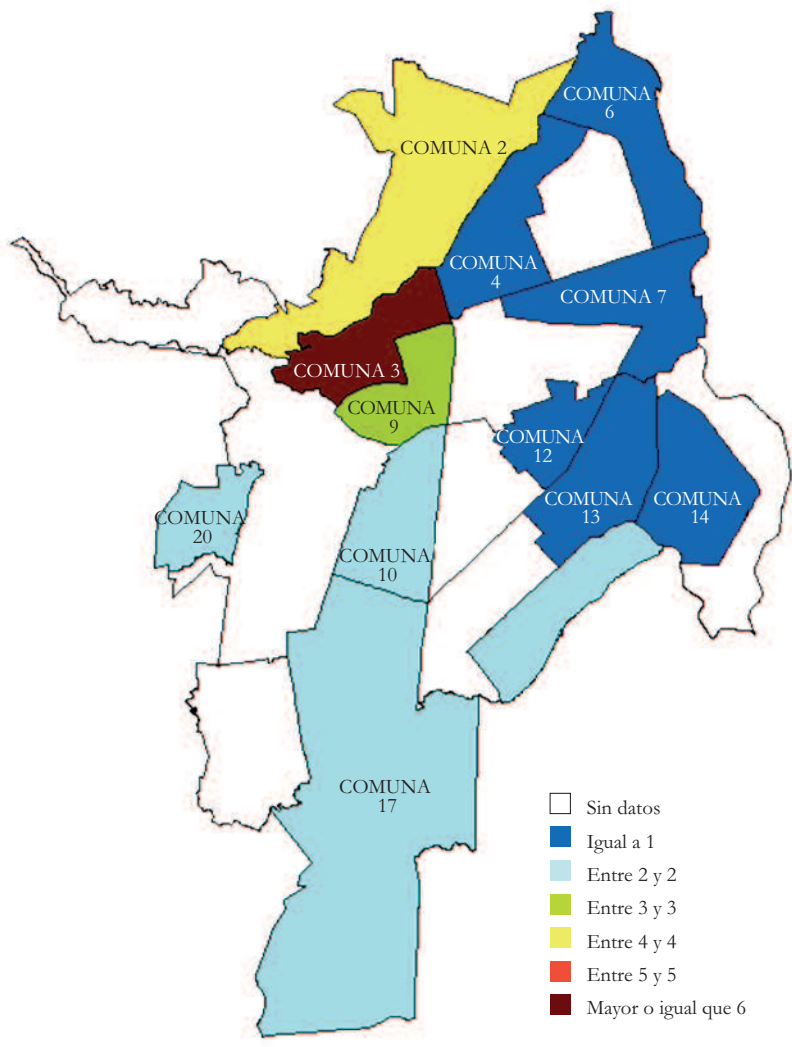 COMUNA
6
COMUNA 2
COMUNA
4
COMUNA 7
COMUNA 3
COMUNA
9
COMUNA
12
COMUNA
13
COMUNA
14
COMUNA
20
COMUNA
10
COMUNA
17
Sin datos
Igual a 1
Entre 2 y 2
Entre 3 y 3
Entre 4 y 4
Entre 5 y 5
Mayor o igual que 6